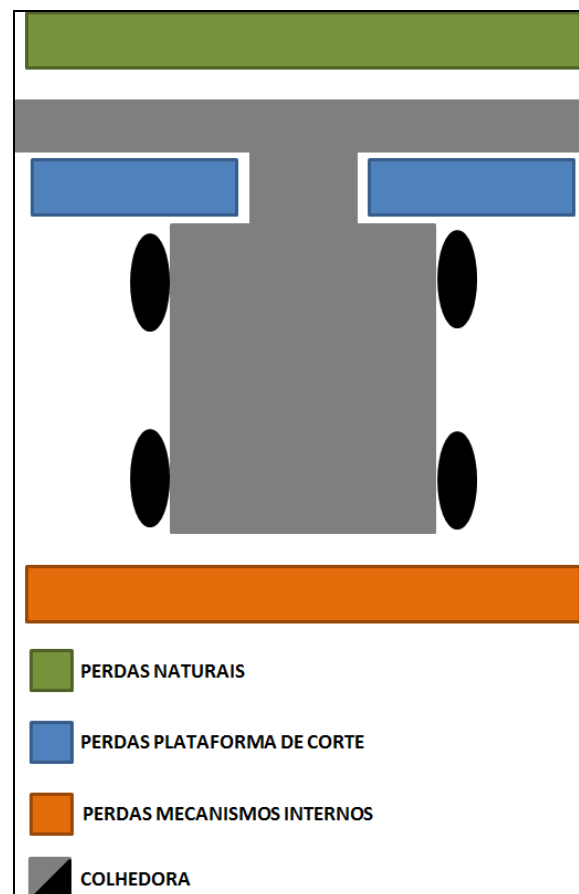 PERDAS NATURAIS
PERDAS PLATAFORMA DE CORTE
PERDAS MECANISMOS INTERNOS
COLHEDORA